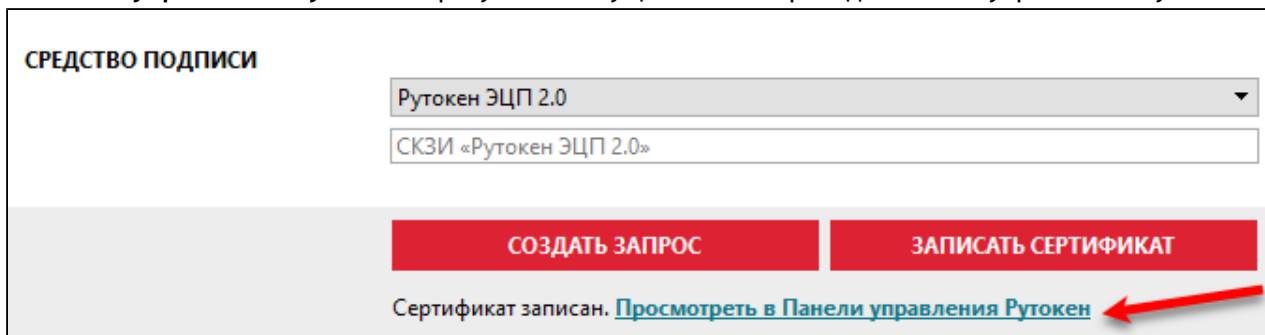 СРЕДСТВО ПОДПИСИ
Рутокен ЭЦП 2.0
СКЗИ «Рутокен ЭЦП 2.0»
СОЗДАТЬ ЗАПРОС
ЗАПИСАТЬ СЕРТИФИКАТ
Сертификат записан. Просмотреть в Панели управления Рутокен